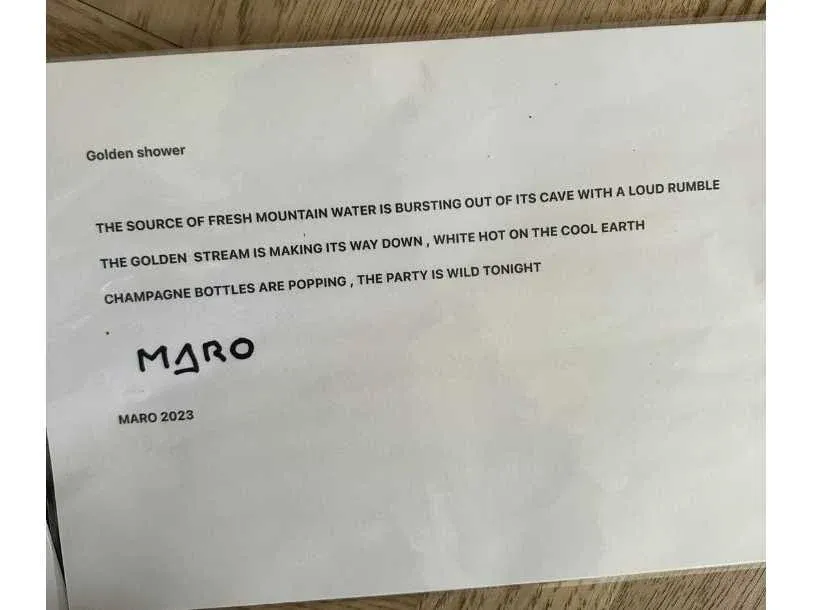 Golden shower
THE SOURCE OF FRESH MOUNTAIN WATER IS BURSTING OUT OF ITS CAVE WITH A LOUD RUMBLE
THE GOLDEN  STREAM IS MAKING ITS WAY DOWN , WHITE HOT ON THE COOL EARTH
CHAMPAGNE BOTTLES ARE POPPING , THE PARTY IS WILD TONIGHT
.
MARO
MARO 2023